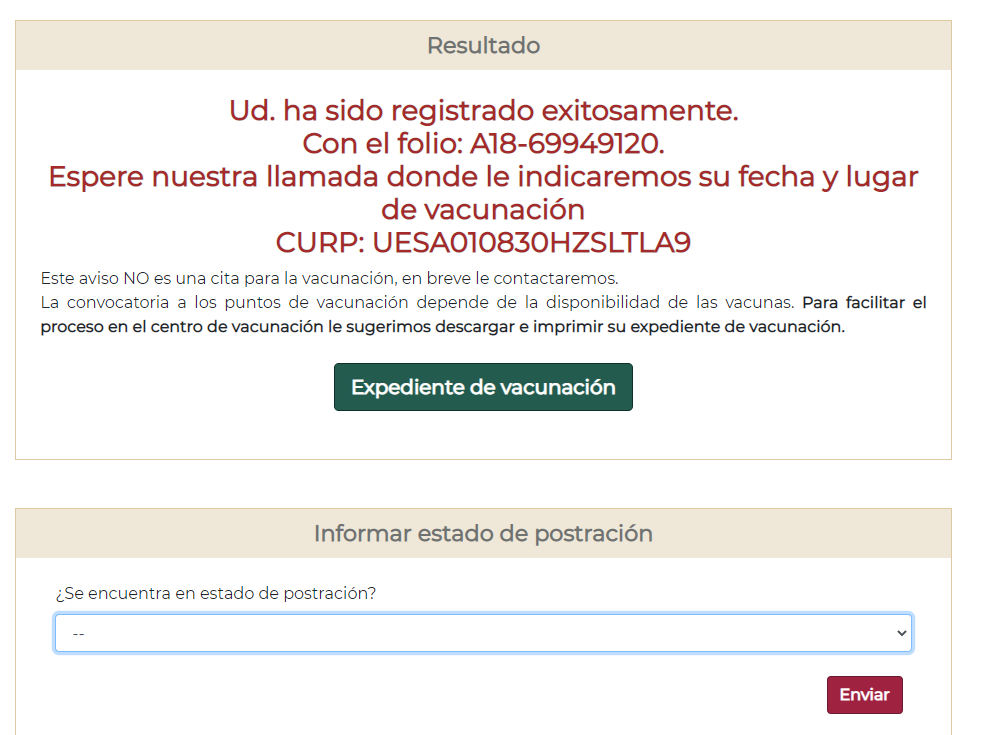 Resultado
Ud. ha sido registrado exitosamente.
Con el folio: A18-69949120.
Espere nuestra llamada donde le indicaremos su fecha y lugar
de vacunación
CURP: UESA010830HZSLTLA9
Este aviso NO es una cita para la vacunación, en breve le contactaremos.
La convocatoria a los puntos de vacunación depende de la disponibilidad de las vacunas. Para facilitar el
proceso en el centro de vacunación le sugerimos descargar e imprimir su expediente de vacunación.
Expediente de vacunación
Informar estado de postración
¿Se encuentra en estado de postración?
--
Enviar